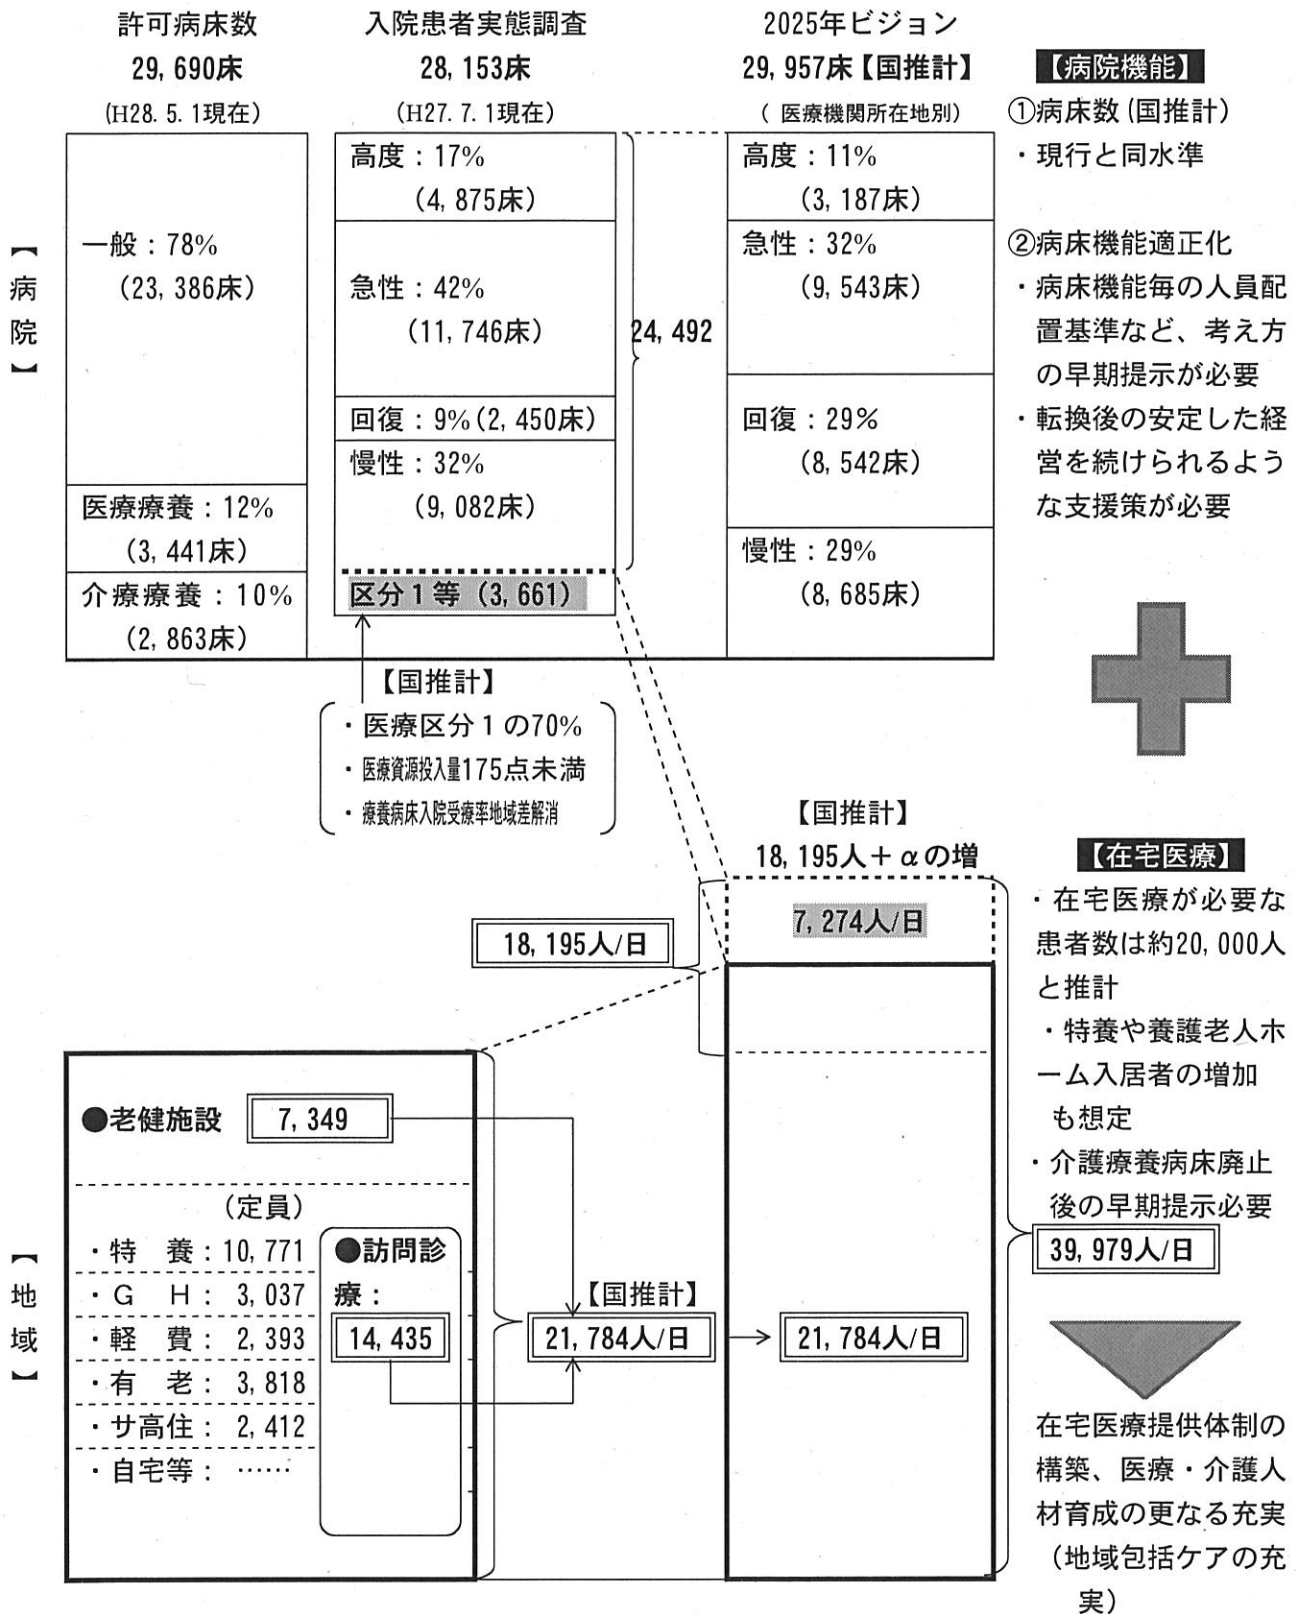 許可病床数
29,690床
(H28.5.1現在)
入院患者実態調査
28,153床
(H27.7.1現在)
2025年ビジョン
29,957床【国推計】
(医療機関所在地別)
【病院】
一般:78%
(23,386床)
医療療養:12%
(3,441床)
介療療養:10%
(2,863床)
高度:17%
(4,875床)
急性:42%
(11,746床)
回復:9%(2,450床)
慢性:32%
(9,082床)
区分1等(3,661)
24,492
高度:11%
(3,187床)
急性:32%
(9,543床)
回復:29%
(8,542床)
慢性:29%
(8,685床)
【病院機能】
①病床数(国推計)
・現行と同水準
②病床機能適正化
・病床機能毎の人員配
置基準など、考え方
の早期提示が必要
・転換後の安定した経
営を続けられるよう
な支援策が必要
【国推計】
・医療区分1の70%
・医療資源投入量175点未満
・療養病床入院受療率地域差解消
【国推計】
18,195人+αの増
7,274人/日
18,195人/日
【在宅医療】
・在宅医療が必要な
患者数は約20,000人
と推計
・特養や養護老人ホ
ーム入居者の増加
も想定
・介護療養病床廃止
後の早期提示必要
39,979人/日
【地域】
●老健施設
7,349
(定員)
・特 養:10,771
・G H:3,037
・軽 費:2,393
・有 老:3,818
・サ高住:2,412
・自宅等:……
●訪問診
療:
14,435
【国推計】
21,784人/日
21,784人/日
在宅医療提供体制の
構築、医療・介護人
材育成の更なる充実
(地域包括ケアの充
実)